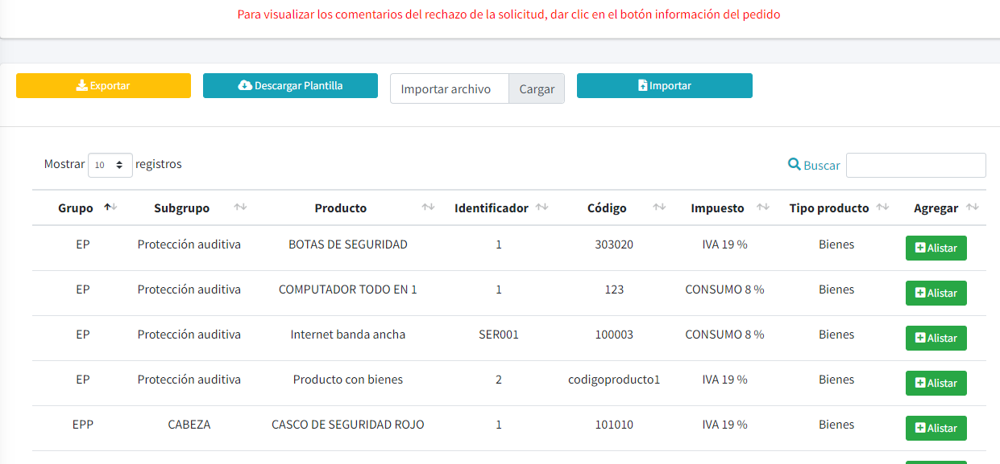 Para visualizar los comentarios del rechazo de la solicitud, dar clic en el botón información del pedido
Exportar Descargar Plantilla Importar archivo Cargar Importar
Mostrar 10 registros Buscar
Grupo Subgrupo Producto Identificador Código Impuesto Tipo producto Agregar
EP Protección auditiva BOTAS DE SEGURIDAD 1 303020 IVA 19 % Bienes Alistar
EP Protección auditiva COMPUTADOR TODO EN 1 1 123 CONSUMO 8 % Bienes Alistar
EP Protección auditiva Internet banda ancha SER001 100003 CONSUMO 8 % Bienes Alistar
EP Protección auditiva Producto con bienes 2 codigoproducto1 IVA 19 % Bienes Alistar
EPP CABEZA CASCO DE SEGURIDAD ROJO 1 101010 IVA 19 % Bienes Alistar